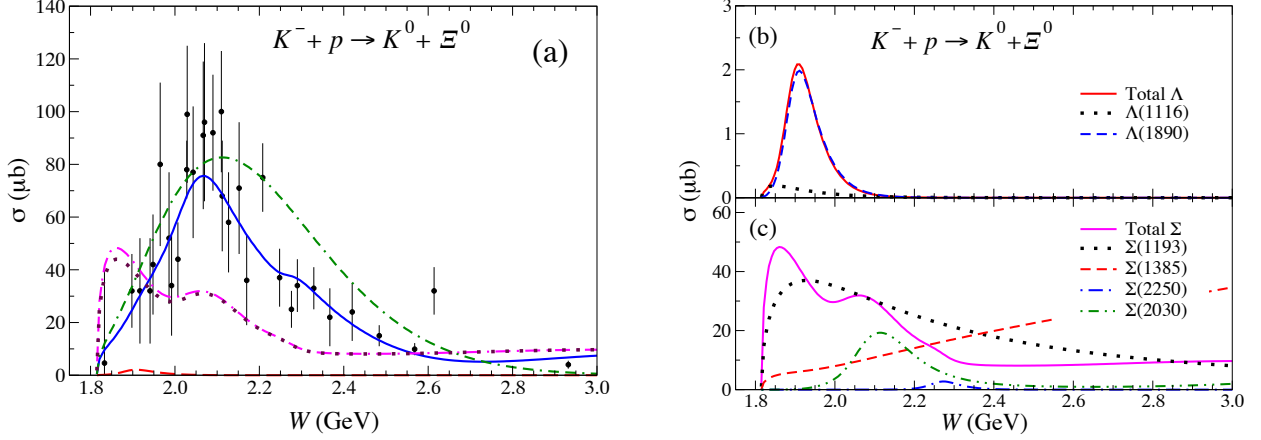 K⁻ + p → K⁰ + Ξ⁰
(a)
σ (μb)
140
120
100
80
60
40
20
0
1.8 2.0 2.2 2.4 2.6 2.8 3.0
W (GeV)
(b)
K⁻ + p → K⁰ + Ξ⁰
3
2
1
0
Total Λ
Λ(1116)
Λ(1890)
σ (μb)
(c)
60
40
20
0
Total Σ
Σ(1193)
Σ(1385)
Σ(2250)
Σ(2030)
1.8 2.0 2.2 2.4 2.6 2.8 3.0
W (GeV)